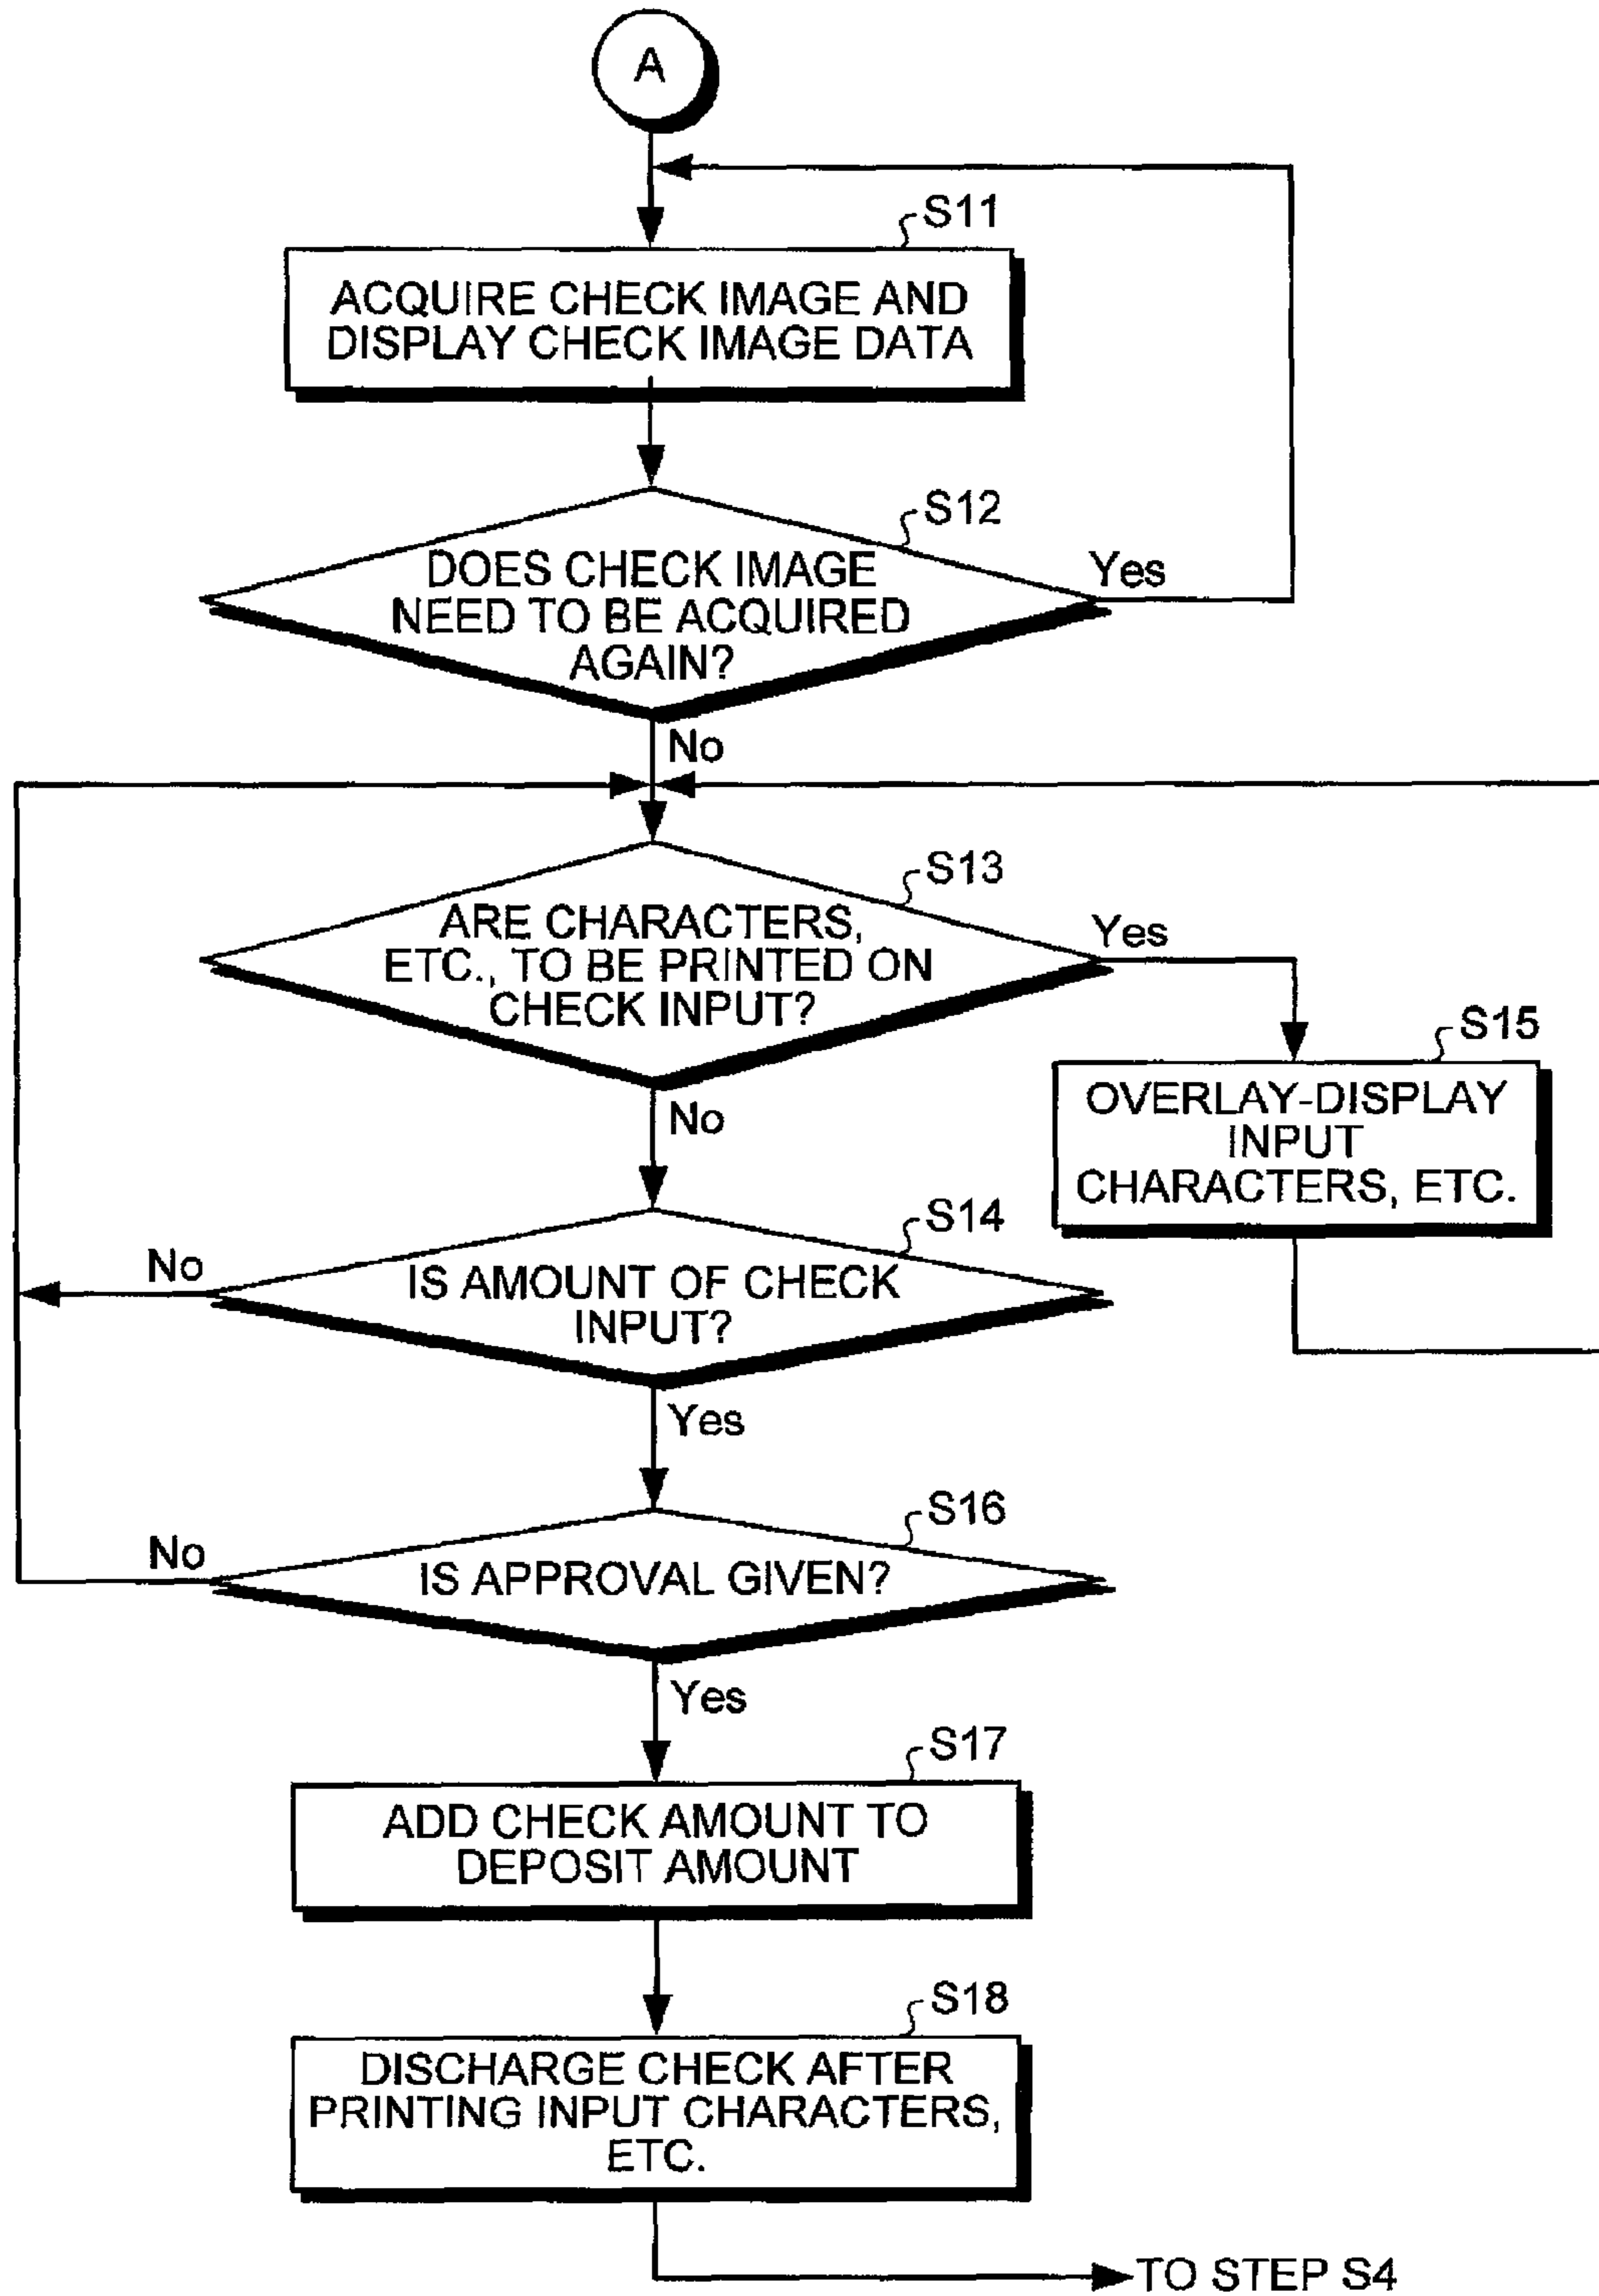 A
S11
ACQUIRE CHECK IMAGE AND
DISPLAY CHECK IMAGE DATA
S12
DOES CHECK IMAGE
NEED TO BE ACQUIRED
AGAIN?
Yes
No
S13
ARE CHARACTERS,
ETC., TO BE PRINTED ON
CHECK INPUT?
Yes
No
S15
OVERLAY-DISPLAY
INPUT
CHARACTERS, ETC.
S14
IS AMOUNT OF CHECK
INPUT?
No
Yes
S16
IS APPROVAL GIVEN?
No
Yes
S17
ADD CHECK AMOUNT TO
DEPOSIT AMOUNT
S18
DISCHARGE CHECK AFTER
PRINTING INPUT CHARACTERS,
ETC.
TO STEP S4